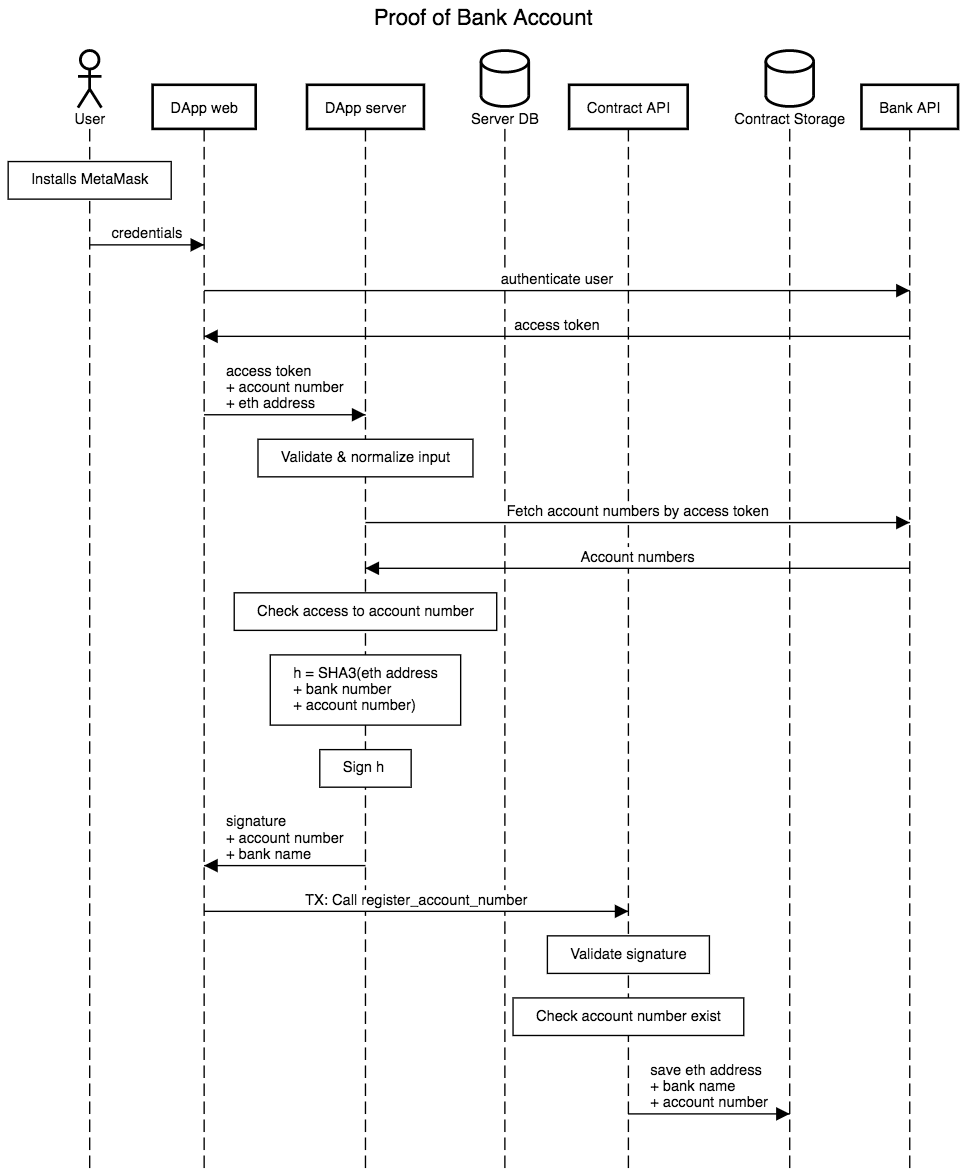 Proof of Bank Account
User
DApp web
DApp server
Server DB
Contract API
Contract Storage
Bank API
Installs MetaMask
credentials
authenticate user
access token
access token
+ account number
+ eth address
Validate & normalize input
Fetch account numbers by access token
Account numbers
Check access to account number
h = SHA3(eth address
+ bank number
+ account number)
Sign h
signature
+ account number
+ bank name
TX: Call register_account_number
Validate signature
Check account number exist
save eth address
+ bank name
+ account number